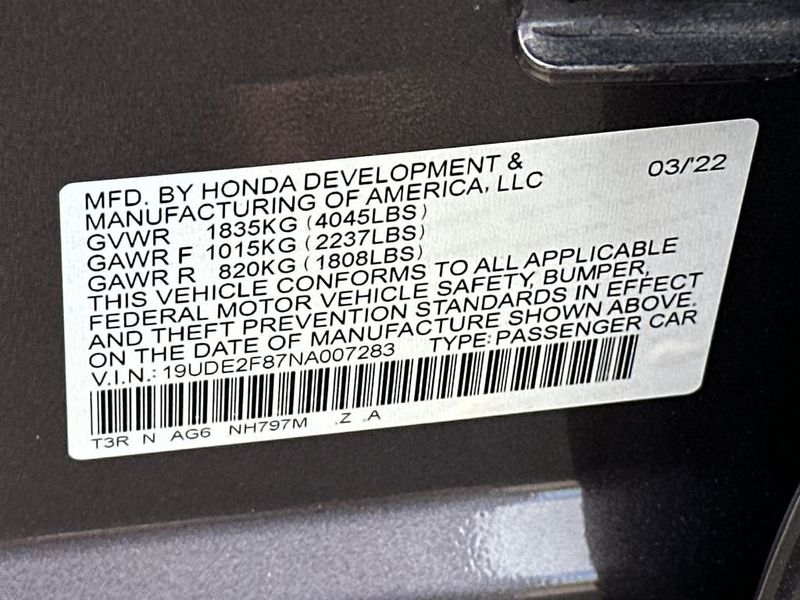 MFD. BY HONDA DEVELOPMENT & 03/'22
MANUFACTURING OF AMERICA, LLC
GVWR 1835KG (4045LBS)
GAWR F 1015KG (2237LBS)
GAWR R 820KG (1808LBS)
THIS VEHICLE CONFORMS TO ALL APPLICABLE
FEDERAL MOTOR VEHICLE SAFETY, BUMPER,
AND THEFT PREVENTION STANDARDS IN EFFECT
ON THE DATE OF MANUFACTURE SHOWN ABOVE.
V.I.N.: 19UDE2F87NA007283 TYPE: PASSENGER CAR
T3R N AG6 NH797M .Z .A